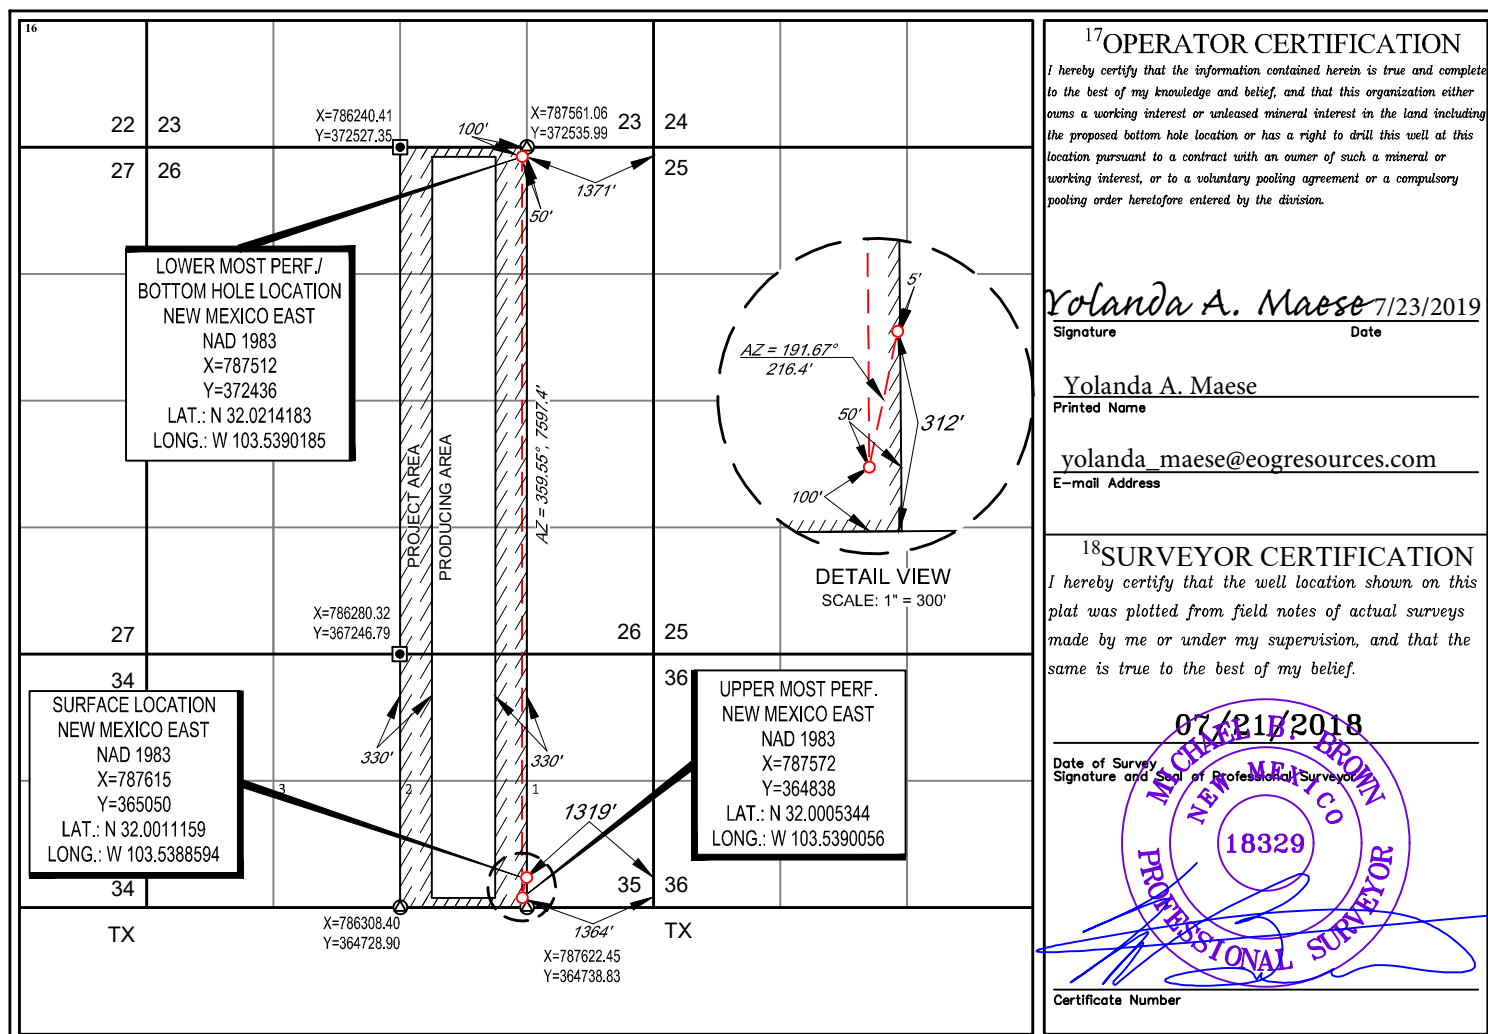 16
22 23
X=786240.41
Y=372527.35
X=787561.06
Y=372535.99
23 24
100'
27 26
25
1371'
50'
LOWER MOST PERF./
BOTTOM HOLE LOCATION
NEW MEXICO EAST
NAD 1983
X=787512
Y=372436
LAT.: N 32.0214183
LONG.: W 103.5390185
PROJECT AREA
PRODUCING AREA
AZ = 359.55°, 7597.4'
5'
AZ = 191.67°
216.4'
50'
312'
100'
DETAIL VIEW
SCALE: 1" = 300'
X=786280.32
Y=367246.79
27
26 25
34
36
SURFACE LOCATION
NEW MEXICO EAST
NAD 1983
X=787615
Y=365050
LAT.: N 32.0011159
LONG.: W 103.5388594
330'
330'
3
2
1
1319'
UPPER MOST PERF.
NEW MEXICO EAST
NAD 1983
X=787572
Y=364838
LAT.: N 32.0005344
LONG.: W 103.5390056
34
35 36
TX
X=786308.40
Y=364728.90
1364'
TX
X=787622.45
Y=364738.83
17OPERATOR CERTIFICATION
I hereby certify that the information contained herein is true and complete
to the best of my knowledge and belief, and that this organization either
owns a working interest or unleased mineral interest in the land including
the proposed bottom hole location or has a right to drill this well at this
location pursuant to a contract with an owner of such a mineral or
working interest, or to a voluntary pooling agreement or a compulsory
pooling order heretofore entered by the division.
Yolanda A. Maese 7/23/2019
Signature Date
Yolanda A. Maese
Printed Name
yolanda_maese@eogresources.com
E-mail Address
18SURVEYOR CERTIFICATION
I hereby certify that the well location shown on this
plat was plotted from field notes of actual surveys
made by me or under my supervision, and that the
same is true to the best of my belief.
07/21/2018
Date of Survey
Signature and Seal of Professional Surveyor
MICHAEL B. BROWN
NEW MEXICO
18329
PROFESSIONAL SURVEYOR
Certificate Number